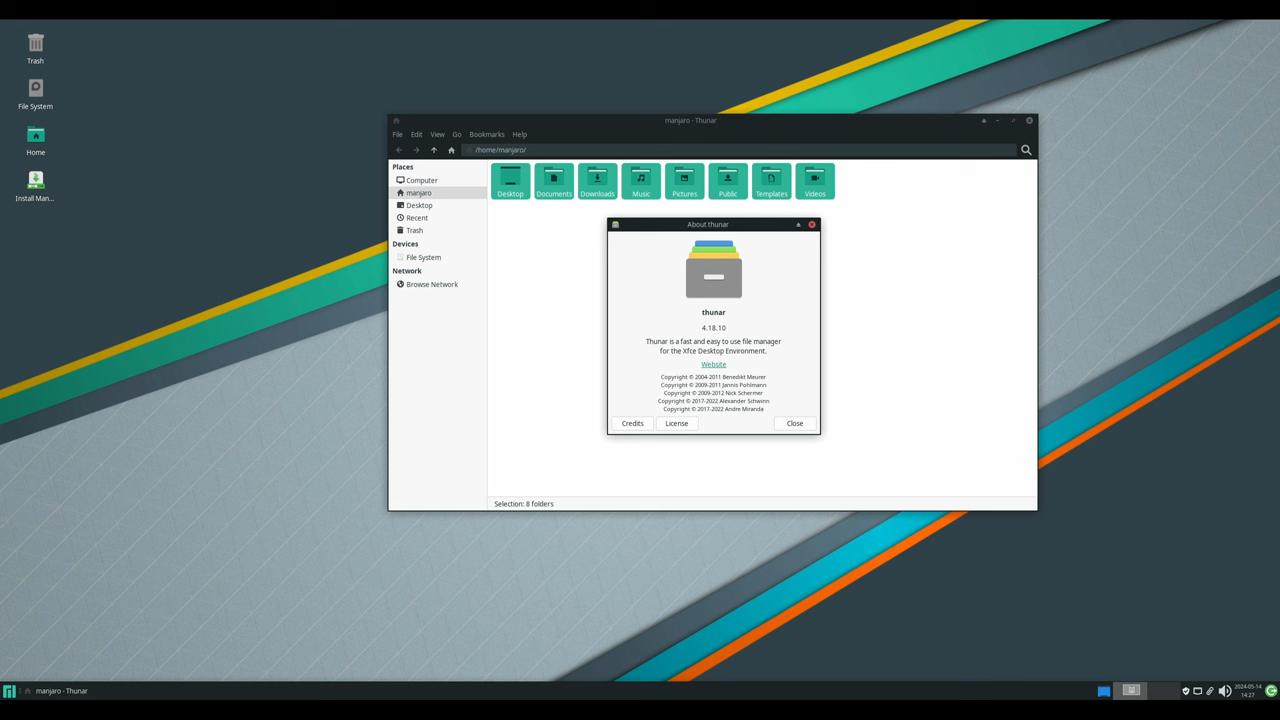 Trash
File System
Home
Install Man...
manjaro - Thunar
File Edit View Go Bookmarks Help
/home/manjaro/
Places
Computer
manjaro
Desktop
Recent
Trash
Devices
File System
Network
Browse Network
Desktop Documents Downloads Music Pictures Public Templates Videos
About thunar
thunar
4.18.10
Thunar is a fast and easy to use file manager
for the Xfce Desktop Environment.
Website
Copyright © 2004-2011 Benedikt Meurer
Copyright © 2009-2011 Jannis Pohlmann
Copyright © 2009-2012 Nick Schermer
Copyright © 2017-2022 Alexander Schwinn
Copyright © 2017-2022 Andre Miranda
Credits License Close
Selection: 8 folders
manjaro - Thunar
2024-05-14
14:27